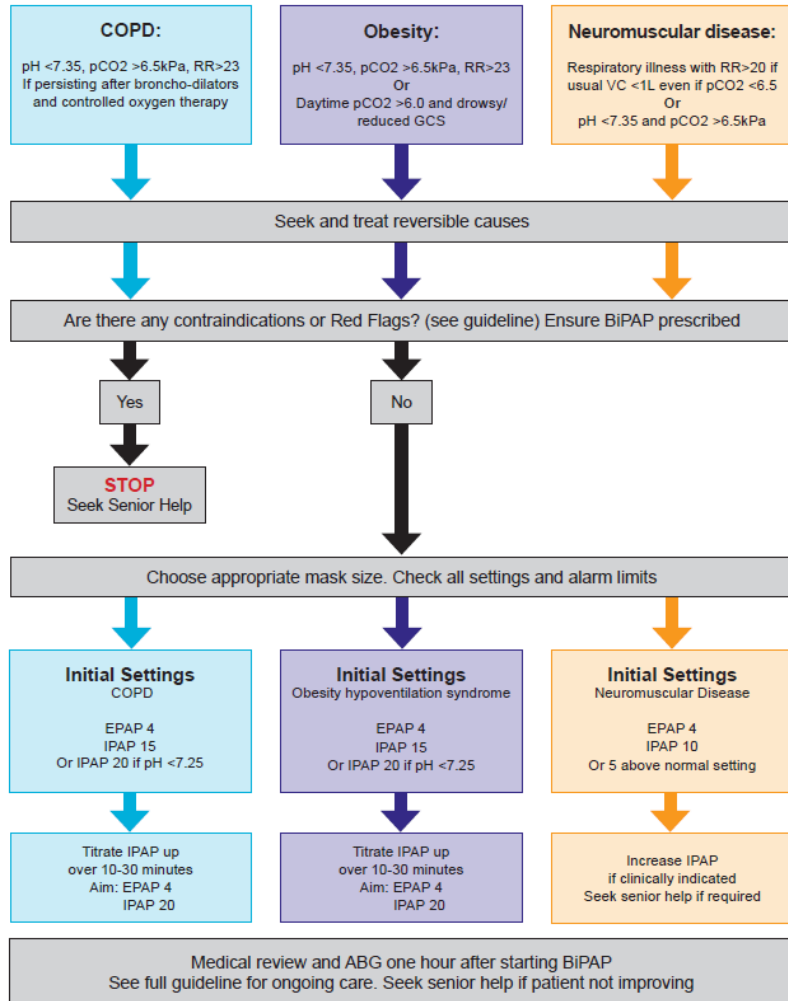 COPD:
pH <7.35, pCO2 >6.5kPa, RR>23
If persisting after broncho-dilators
and controlled oxygen therapy
Obesity:
pH <7.35, pCO2 >6.5kPa, RR>23
Or
Daytime pCO2 >6.0 and drowsy/
reduced GCS
Neuromuscular disease:
Respiratory illness with RR>20 if
usual VC <1L even if pCO2 <6.5
Or
pH <7.35 and pCO2 >6.5kPa
Seek and treat reversible causes
Are there any contraindications or Red Flags? (see guideline) Ensure BiPAP prescribed
Yes
No
STOP
Seek Senior Help
Choose appropriate mask size. Check all settings and alarm limits
Initial Settings
COPD
EPAP 4
IPAP 15
Or IPAP 20 if pH <7.25
Initial Settings
Obesity hypoventilation syndrome
EPAP 4
IPAP 15
Or IPAP 20 if pH <7.25
Initial Settings
Neuromuscular Disease
EPAP 4
IPAP 10
Or 5 above normal setting
Titrate IPAP up
over 10-30 minutes
Aim: EPAP 4
IPAP 20
Titrate IPAP up
over 10-30 minutes
Aim: EPAP 4
IPAP 20
Increase IPAP
if clinically indicated
Seek senior help if required
Medical review and ABG one hour after starting BiPAP
See full guideline for ongoing care. Seek senior help if patient not improving